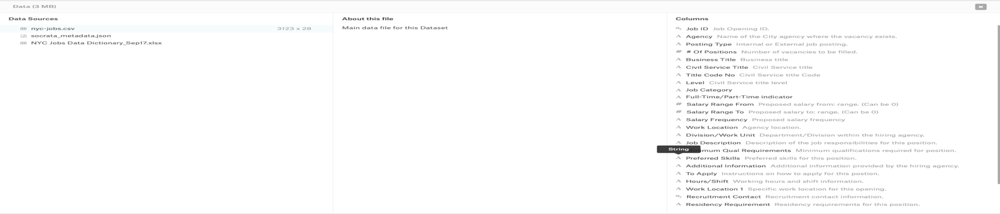 Data (3 MB)
Data Sources
nyc-jobs.csv 3123 x 28
socrata_metadata.json
NYC Jobs Data Dictionary_Sep17.xlsx
About this file
Main data file for this Dataset
Columns
Job ID Job Opening ID.
A Agency Name of the City agency where the vacancy exists.
A Posting Type Internal or External job posting.
# # Of Positions Number of vacancies to be filled.
A Business Title Business title
A Civil Service Title Civil Service title
A Title Code No Civil Service title Code
A Level Civil Service title level
A Job Category
A Full-Time/Part-Time indicator
# Salary Range From Proposed salary from: range. (Can be 0)
# Salary Range To Proposed salary to: range. (Can be 0)
A Salary Frequency Proposed salary frequency
A Work Location Agency location.
A Division/Work Unit Department/Division within the hiring agency.
A Job Description Description of the job responsibilities for this position.
String
imum Qual Requirements Minimum qualifications required for position.
A Preferred Skills Preferred skills for this position.
A Additional Information Additional information provided by the hiring agency.
A To Apply Instructions on how to apply for this postion.
A Hours/Shift Working hours and shift information.
A Work Location 1 Specific work location for this opening.
Recruitment Contact Recruitment contact information.
A Residency Requirement Residency requirements for this position.